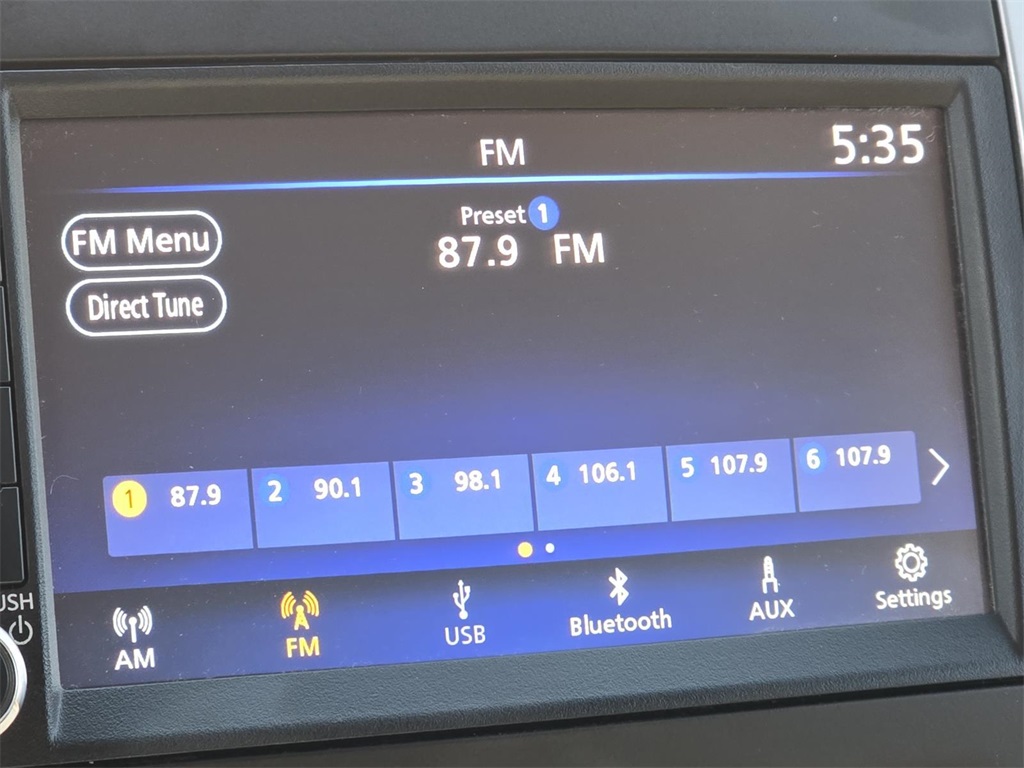 FM
5:35
FM Menu
Preset 1
87.9 FM
Direct Tune
1 87.9
2 90.1
3 98.1
4 106.1
5 107.9
6 107.9
AM
FM
USB
Bluetooth
AUX
Settings